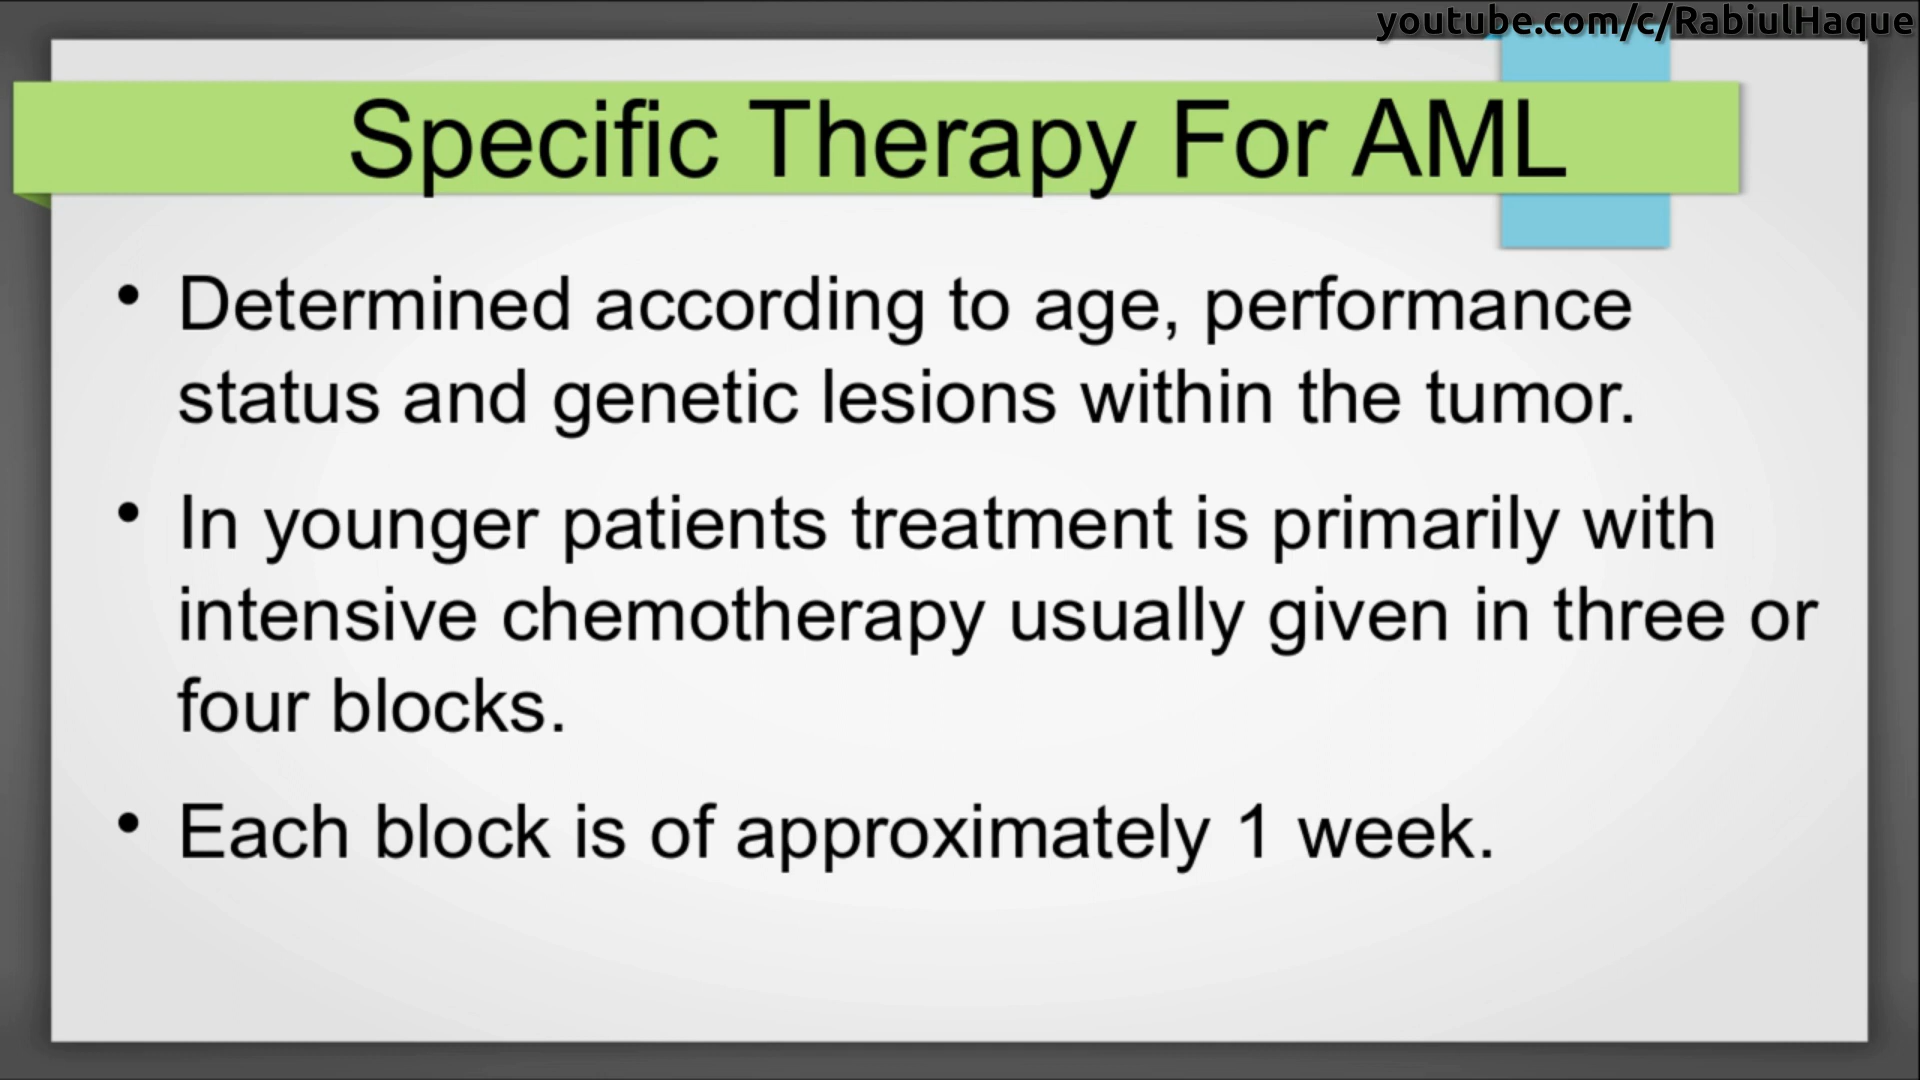 youtube.com/c/RabiulHaque
Specific Therapy For AML
• Determined according to age, performance
status and genetic lesions within the tumor.
• In younger patients treatment is primarily with
intensive chemotherapy usually given in three or
four blocks.
• Each block is of approximately 1 week.